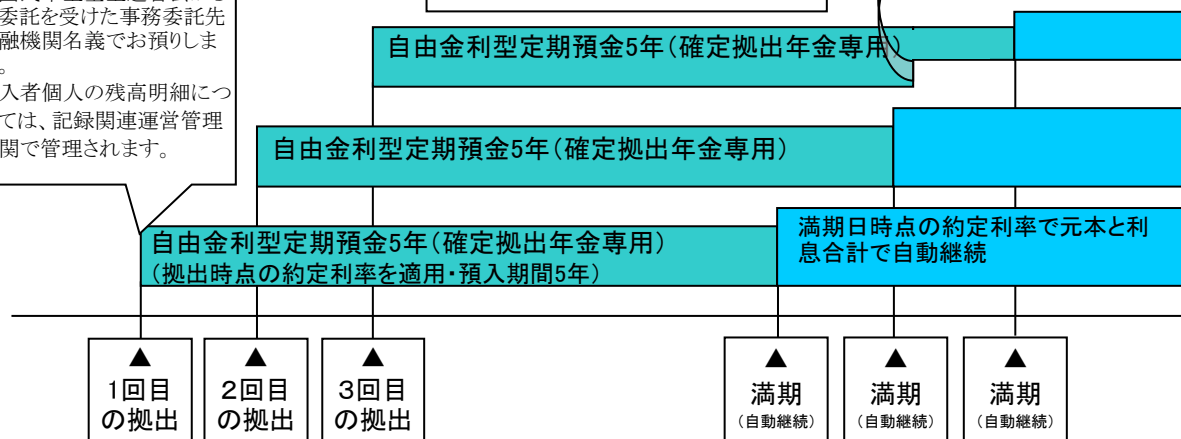 委託を受けた事務委託先
融機関名義でお預りしま
。
入者個人の残高明細につ
ては、記録関連運営管理
関で管理されます。
自由金利型定期預金5年（確定拠出年金専用）
自由金利型定期預金5年（確定拠出年金専用）
自由金利型定期預金5年（確定拠出年金専用）
（拠出時点の約定利率を適用・預入期間5年）
満期日時点の約定利率で元本と利
息合計で自動継続
▲
1回目
の拠出
▲
2回目
の拠出
▲
3回目
の拠出
▲
満期
（自動継続）
▲
満期
（自動継続）
▲
満期
（自動継続）